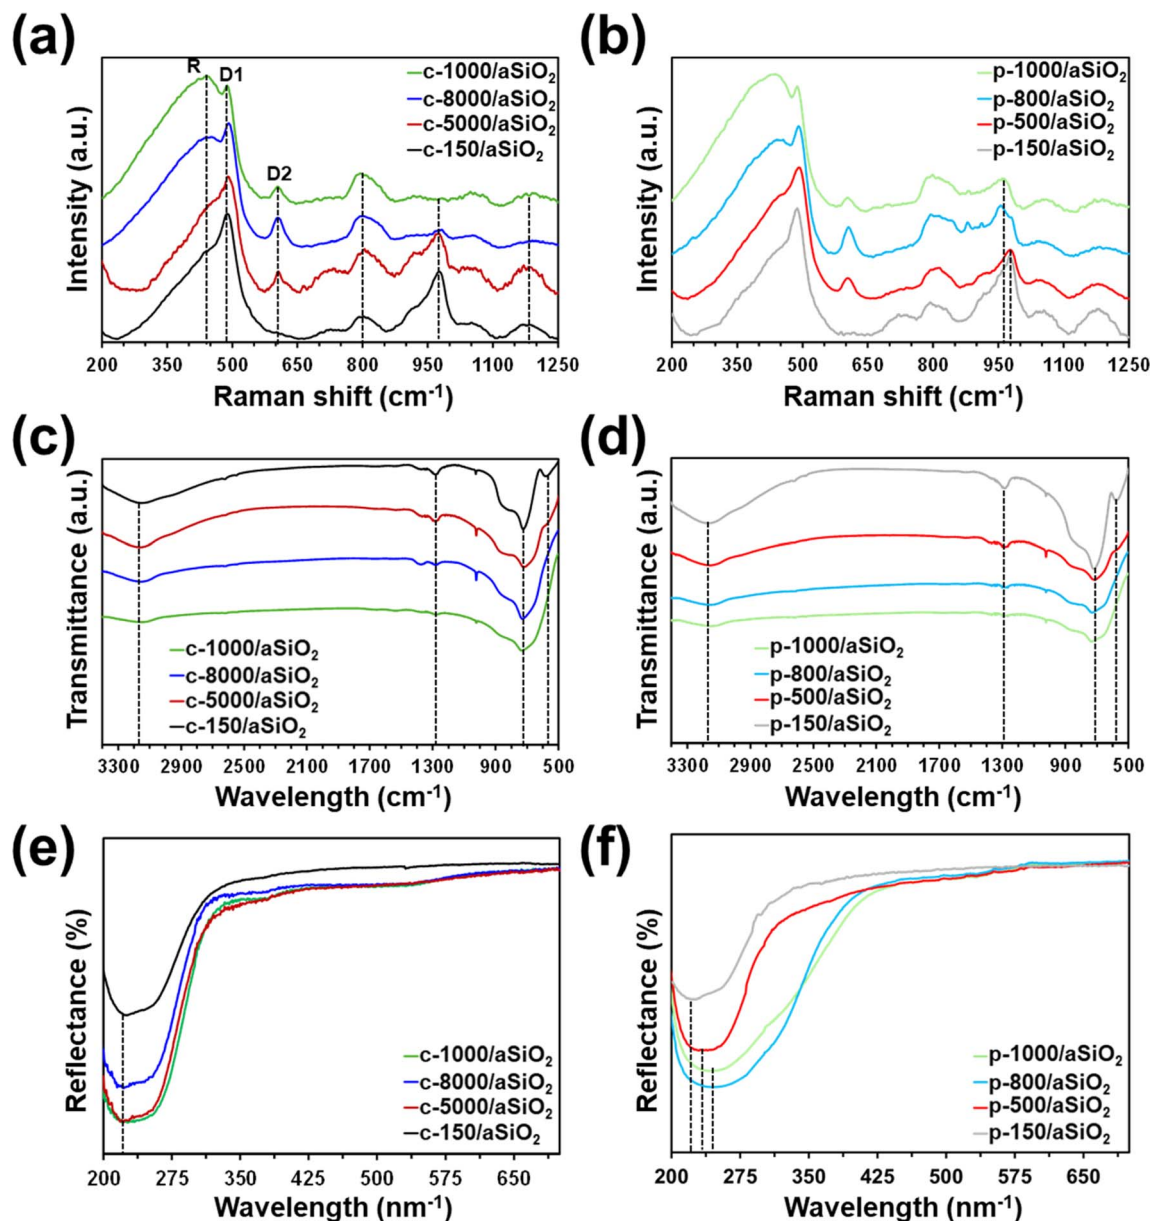 (a)
R
D1
D2
c-1000/aSiO₂
c-8000/aSiO₂
c-5000/aSiO₂
c-150/aSiO₂
Intensity (a.u.)
200 350 500 650 800 950 1100 1250
Raman shift (cm⁻¹)
(b)
p-1000/aSiO₂
p-800/aSiO₂
p-500/aSiO₂
p-150/aSiO₂
Intensity (a.u.)
200 350 500 650 800 950 1100 1250
Raman shift (cm⁻¹)
(c)
Transmittance (a.u.)
c-1000/aSiO₂
c-8000/aSiO₂
c-5000/aSiO₂
c-150/aSiO₂
3300 2900 2500 2100 1700 1300 900 500
Wavelength (cm⁻¹)
(d)
Transmittance (a.u.)
p-1000/aSiO₂
p-800/aSiO₂
p-500/aSiO₂
p-150/aSiO₂
3300 2900 2500 2100 1700 1300 900 500
Wavelength (cm⁻¹)
(e)
Reflectance (%)
c-1000/aSiO₂
c-8000/aSiO₂
c-5000/aSiO₂
c-150/aSiO₂
200 275 350 425 500 575 650
Wavelength (nm⁻¹)
(f)
Reflectance (%)
p-1000/aSiO₂
p-800/aSiO₂
p-500/aSiO₂
p-150/aSiO₂
200 275 350 425 500 575 650
Wavelength (nm⁻¹)